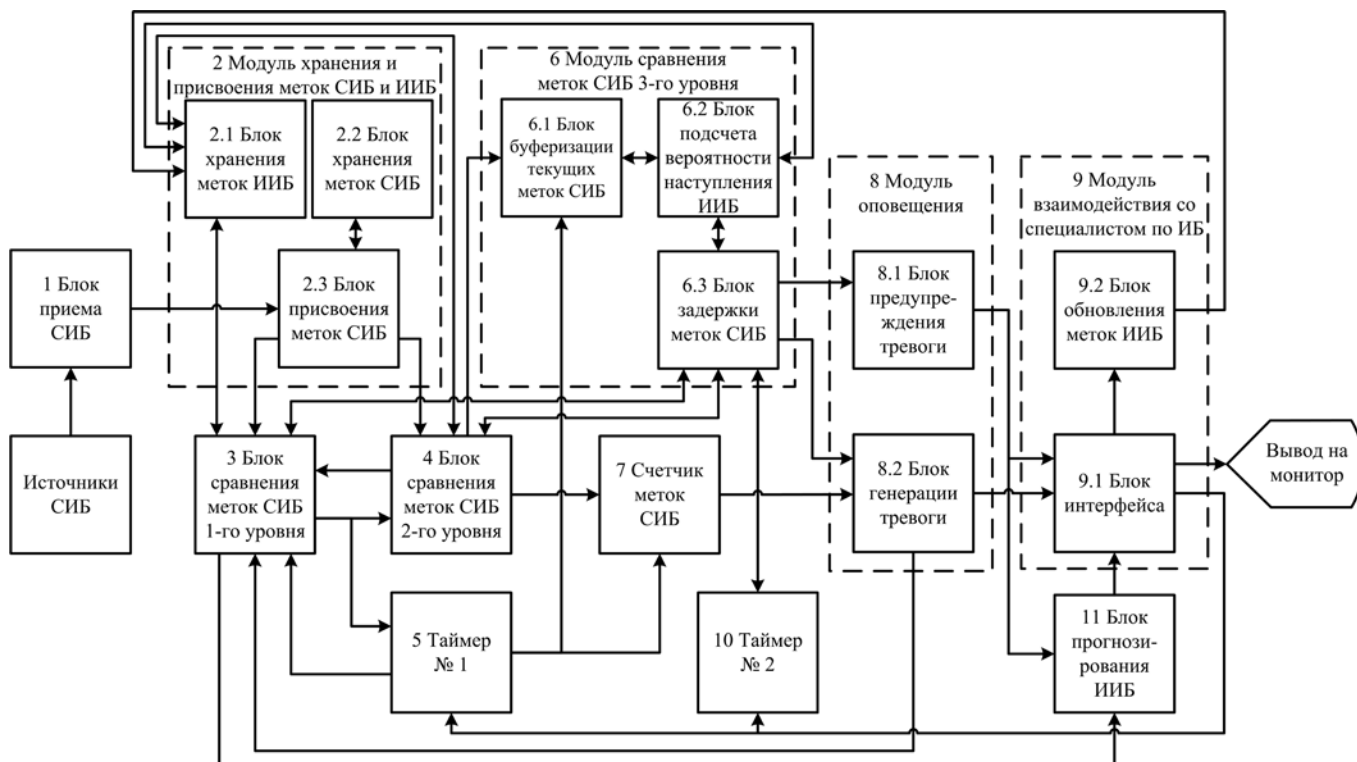 2 Модуль хранения и
присвоения меток СИБ и ИИБ
2.1 Блок
хранения
меток ИИБ
2.2 Блок
хранения
меток СИБ
2.3 Блок
присвоения
меток СИБ
6 Модуль сравнения
меток СИБ 3-го уровня
6.1 Блок
буферизации
текущих
меток СИБ
6.2 Блок
подсчета
вероятности
наступления
ИИБ
6.3 Блок
задержки
меток СИБ
8 Модуль
оповещения
8.1 Блок
предупре-
ждения
тревоги
8.2 Блок
генерации
тревоги
9 Модуль
взаимодействия со
специалистом по ИБ
9.2 Блок
обновления
меток ИИБ
9.1 Блок
интерфейса
Вывод на
монитор
1 Блок
приема
СИБ
Источники
СИБ
3 Блок
сравнения
меток СИБ
1-го уровня
4 Блок
сравнения
меток СИБ
2-го уровня
7 Счетчик
меток
СИБ
5 Таймер
№ 1
10 Таймер
№ 2
11 Блок
прогнози-
рования
ИИБ